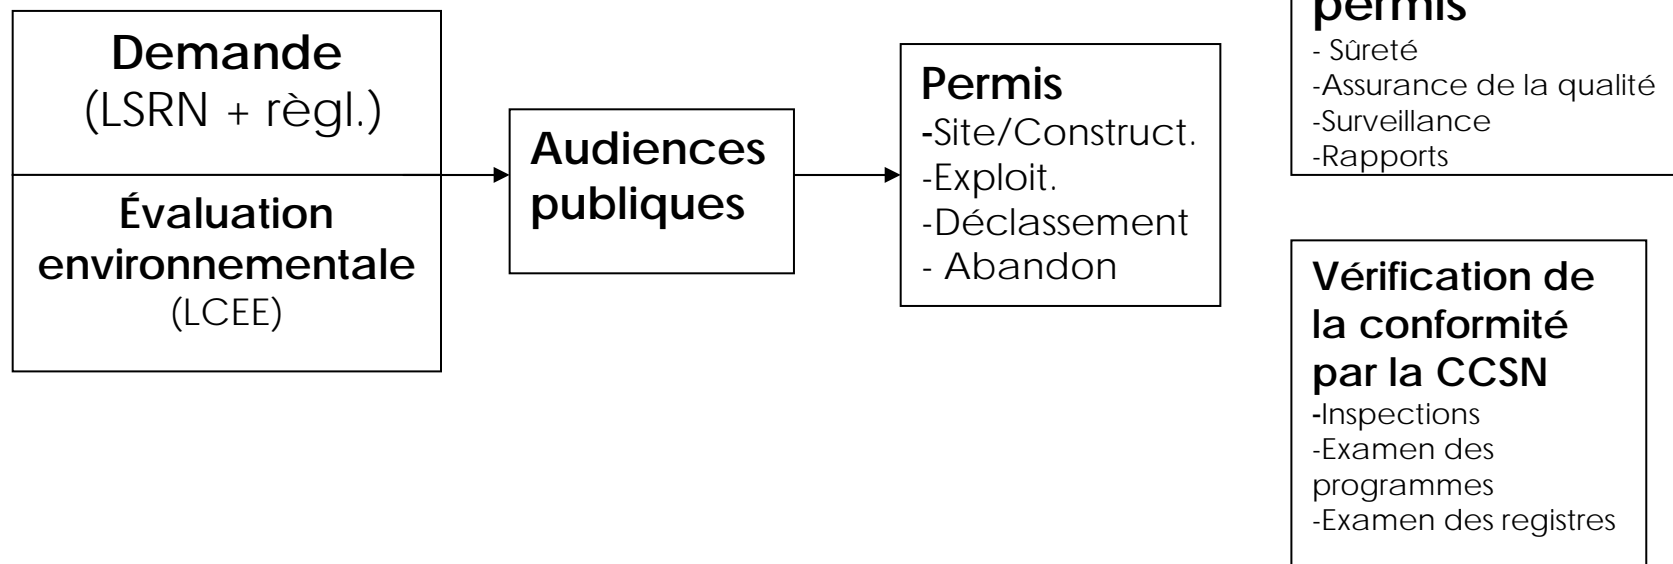 Demande
(LSRN + règl.)
Évaluation
environnementale
(LCEE)
Audiences
publiques
Permis
-Site/Construct.
-Exploit.
-Déclassement
- Abandon
permis
- Sûreté
-Assurance de la qualité
-Surveillance
-Rapports
Vérification de
la conformité
par la CCSN
-Inspections
-Examen des
programmes
-Examen des registres